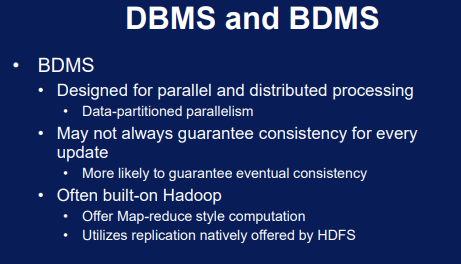 DBMS and BDMS
• BDMS
• Designed for parallel and distributed processing
• Data-partitioned parallelism
• May not always guarantee consistency for every
update
• More likely to guarantee eventual consistency
• Often built-on Hadoop
• Offer Map-reduce style computation
• Utilizes replication natively offered by HDFS